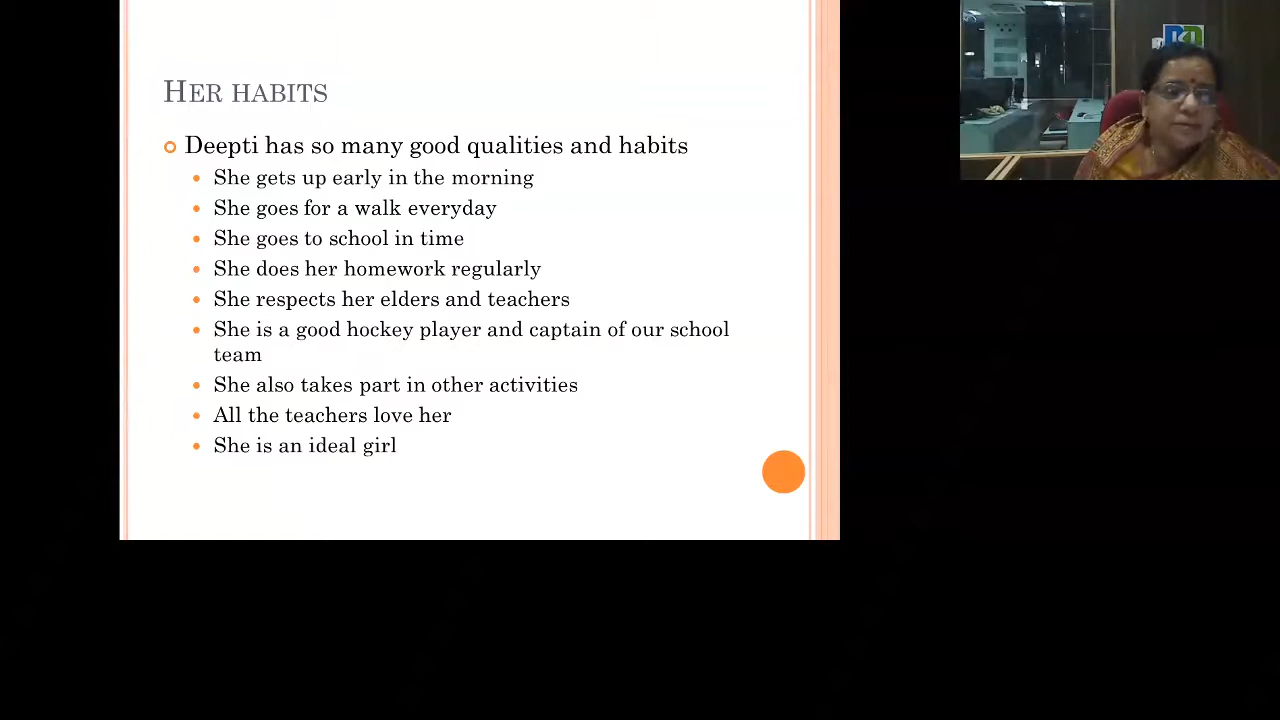 HER HABITS
Deepti has so many good qualities and habits
She gets up early in the morning
She goes for a walk everyday
She goes to school in time
She does her homework regularly
She respects her elders and teachers
She is a good hockey player and captain of our school
team
She also takes part in other activities
All the teachers love her
She is an ideal girl